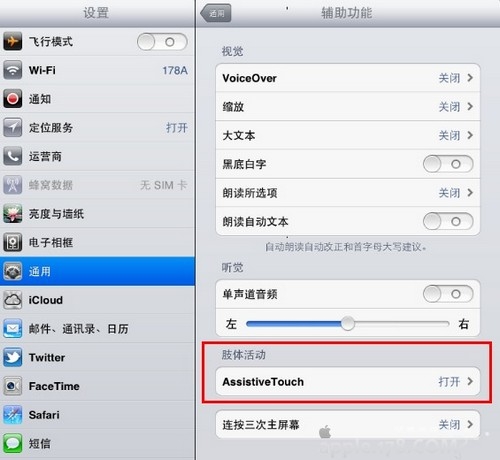 设置
飞行模式
Wi-Fi 178A
通知
定位服务 打开
运营商
蜂窝数据 无 SIM 卡
亮度与墙纸
电子相框
通用
iCloud
邮件、通讯录、日历
Twitter
FaceTime
Safari
短信
通用 辅助功能
视觉
VoiceOver 关闭
缩放 关闭
大文本 关闭
黑底白字
朗读所选项 关闭
朗读自动文本
自动朗读自动改正和首字母大写建议。
听觉
单声道音频
左 右
肢体活动
AssistiveTouch 打开
连按三次主屏幕 关闭